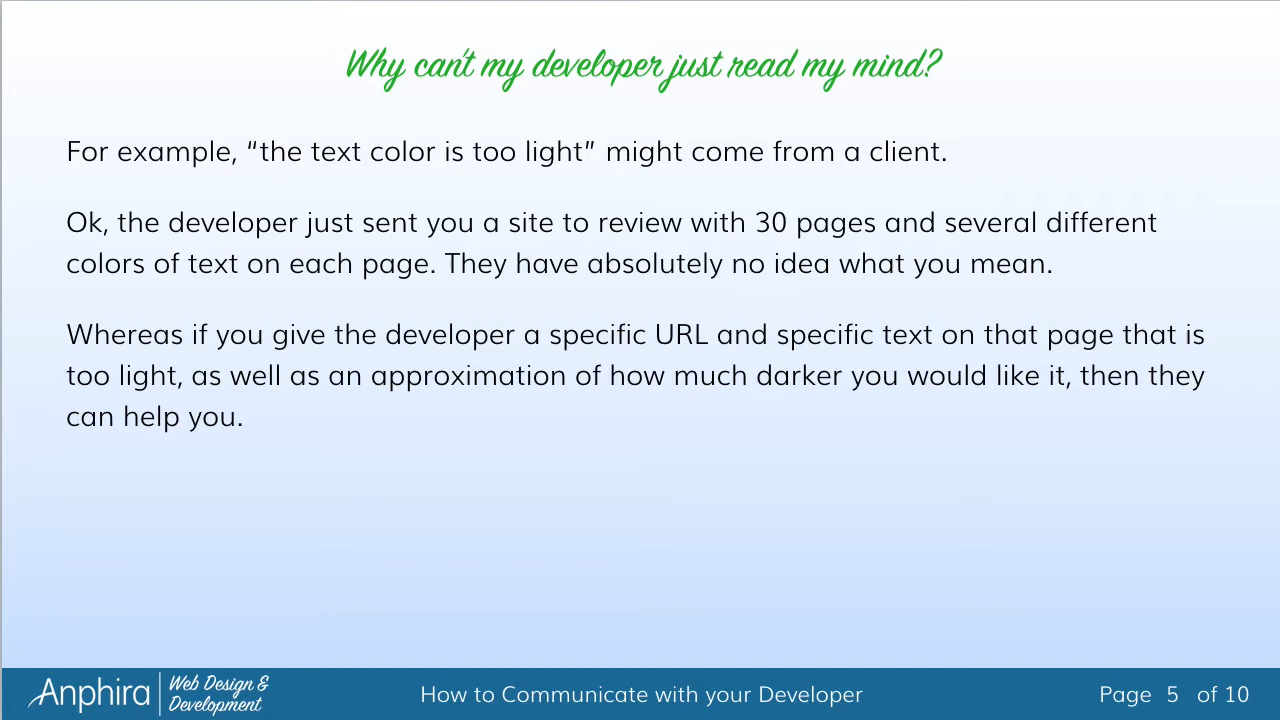 Why can't my developer just read my mind?
For example, “the text color is too light” might come from a client.
Ok, the developer just sent you a site to review with 30 pages and several different
colors of text on each page. They have absolutely no idea what you mean.
Whereas if you give the developer a specific URL and specific text on that page that is
too light, as well as an approximation of how much darker you would like it, then they
can help you.
Anphira
Web Design &
Development
How to Communicate with your Developer
Page 5 of 10